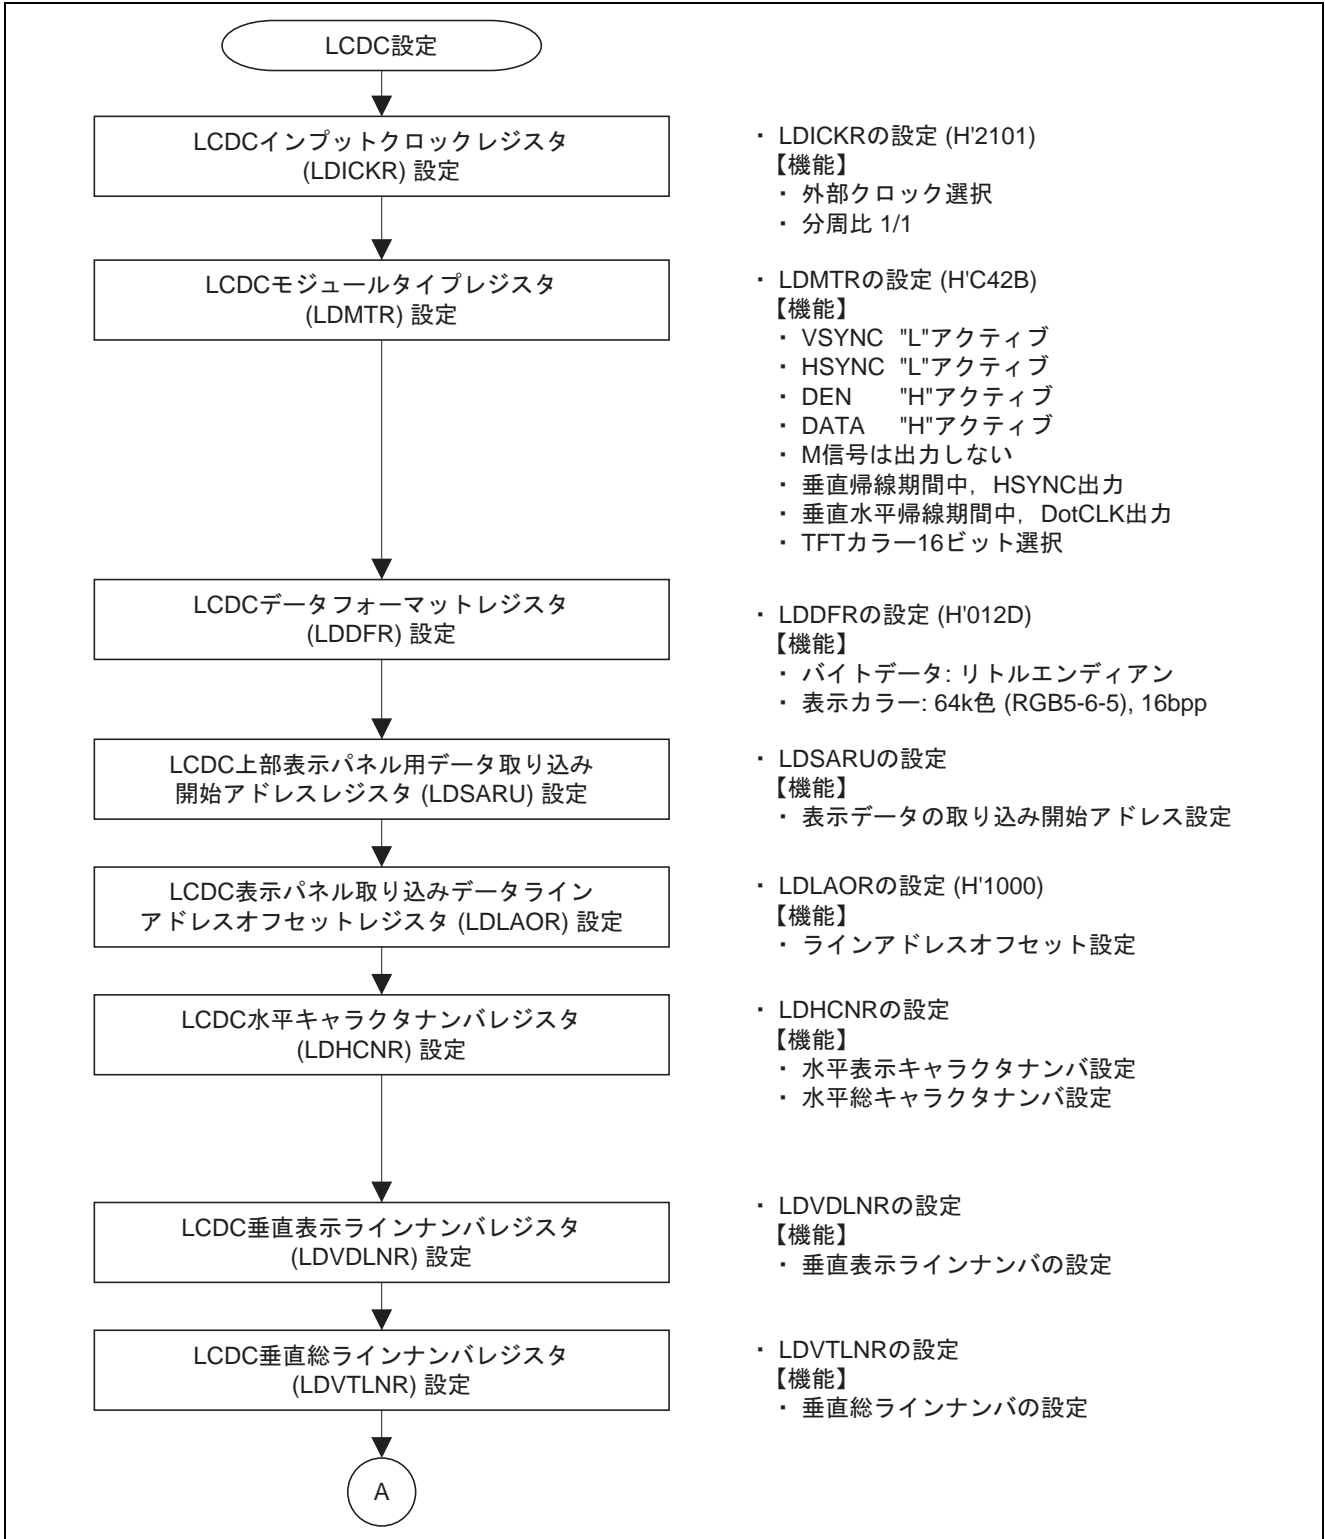 LCDC設定
LCDCインプットクロックレジスタ
(LDICKR) 設定
・ LDICKRの設定 (H'2101)
【機能】
・ 外部クロック選択
・ 分周比 1/1
LCDCモジュールタイプレジスタ
(LDMTR) 設定
・ LDMTRの設定 (H'C42B)
【機能】
・ VSYNC "L"アクティブ
・ HSYNC "L"アクティブ
・ DEN "H"アクティブ
・ DATA "H"アクティブ
・ M信号は出力しない
・ 垂直帰線期間中，HSYNC出力
・ 垂直水平帰線期間中，DotCLK出力
・ TFTカラー16ビット選択
LCDCデータフォーマットレジスタ
(LDDFR) 設定
・ LDDFRの設定 (H'012D)
【機能】
・ バイトデータ: リトルエンディアン
・ 表示カラー: 64k色 (RGB5-6-5), 16bpp
LCDC上部表示パネル用データ取り込み
開始アドレスレジスタ (LDSARU) 設定
・ LDSARUの設定
【機能】
・ 表示データの取り込み開始アドレス設定
LCDC表示パネル取り込みデータライン
アドレスオフセットレジスタ (LDLAOR) 設定
・ LDLAORの設定 (H'1000)
【機能】
・ ラインアドレスオフセット設定
LCDC水平キャラクタナンバレジスタ
(LDHCNR) 設定
・ LDHCNRの設定
【機能】
・ 水平表示キャラクタナンバ設定
・ 水平総キャラクタナンバ設定
LCDC垂直表示ラインナンバレジスタ
(LDVDLNR) 設定
・ LDVDLNRの設定
【機能】
・ 垂直表示ラインナンバの設定
LCDC垂直総ラインナンバレジスタ
(LDVTLNR) 設定
・ LDVTLNRの設定
【機能】
・ 垂直総ラインナンバの設定
A